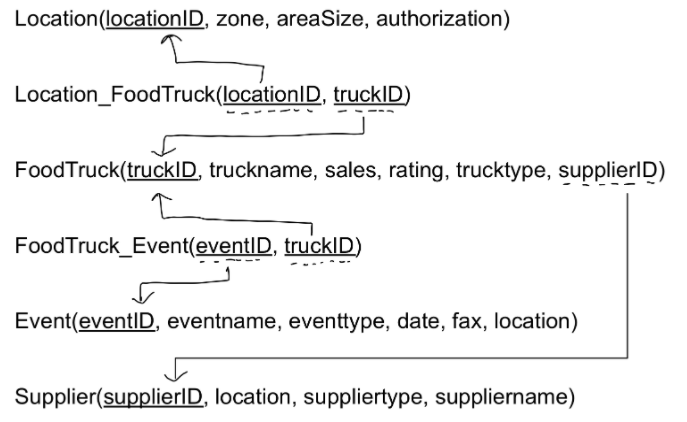 Location(locationID, zone, areaSize, authorization)
Location_FoodTruck(locationID, truckID)
FoodTruck(truckID, truckname, sales, rating, trucktype, supplierID)
FoodTruck_Event(eventID, truckID)
Event(eventID, eventname, eventtype, date, fax, location)
Supplier(supplierID, location, suppliertype, suppliername)